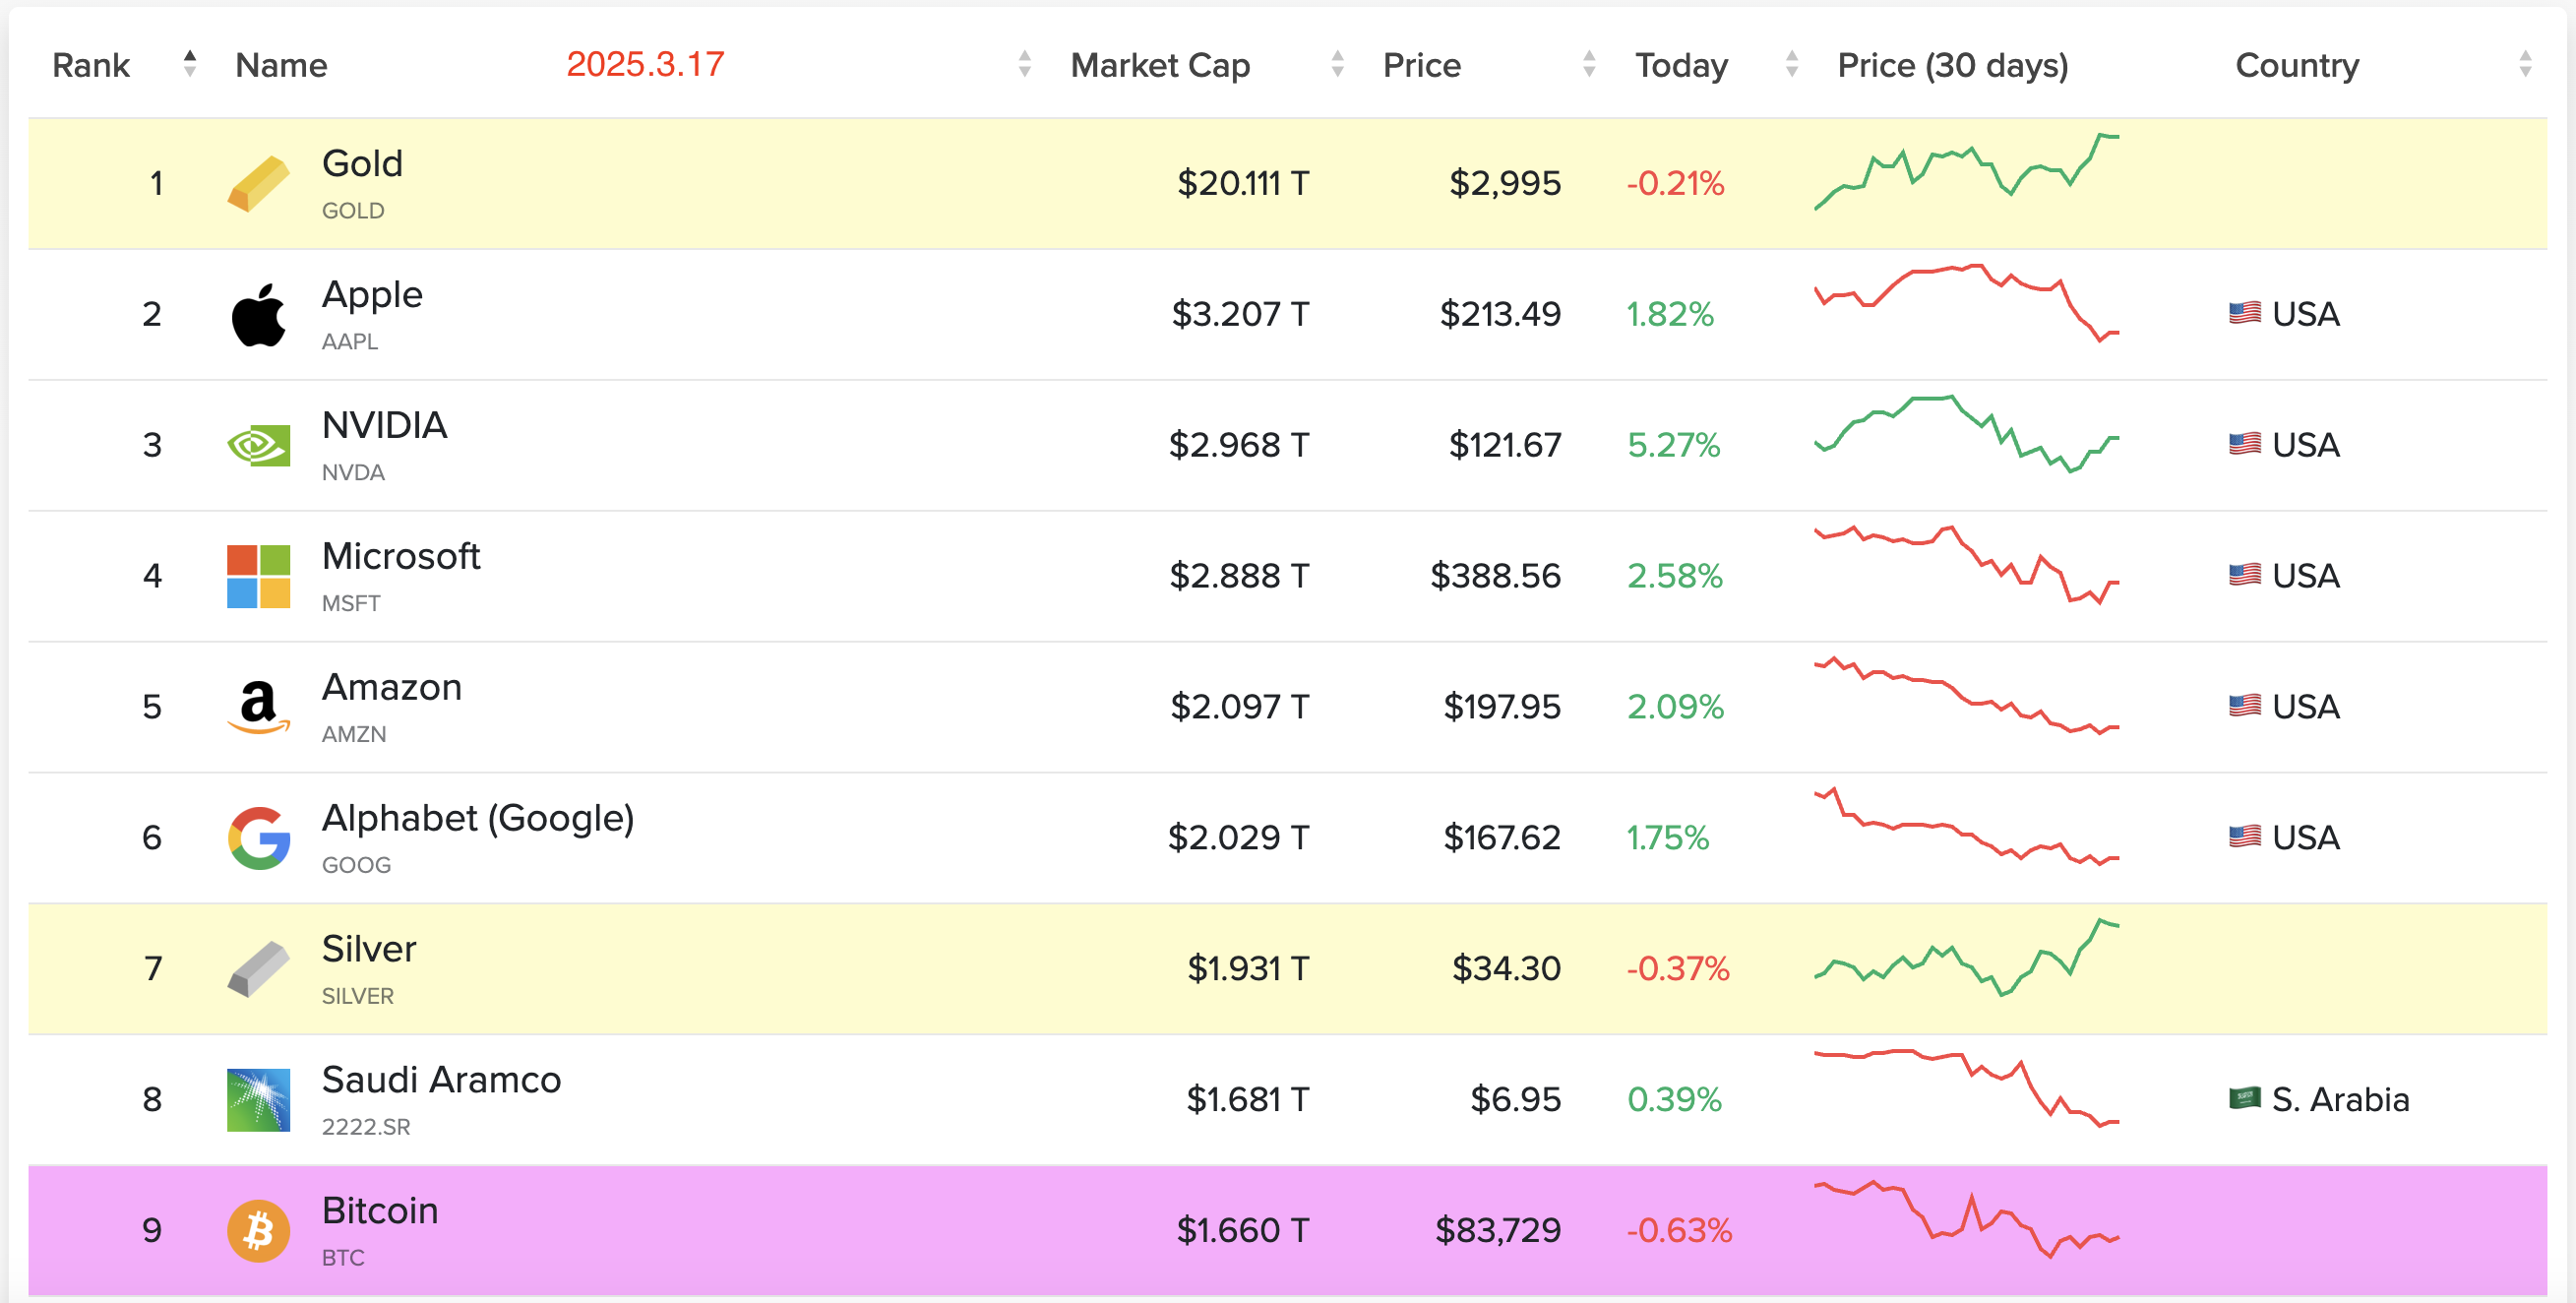 Rank Name 2025.3.17 Market Cap Price Today Price (30 days) Country
1 Gold $20.111 T $2,995 -0.21%
GOLD
2 Apple $3.207 T $213.49 1.82% USA
AAPL
3 NVIDIA $2.968 T $121.67 5.27% USA
NVDA
4 Microsoft $2.888 T $388.56 2.58% USA
MSFT
5 Amazon $2.097 T $197.95 2.09% USA
AMZN
6 Alphabet (Google) $2.029 T $167.62 1.75% USA
GOOG
7 Silver $1.931 T $34.30 -0.37%
SILVER
8 Saudi Aramco $1.681 T $6.95 0.39% S. Arabia
2222.SR
9 Bitcoin $1.660 T $83,729 -0.63%
BTC